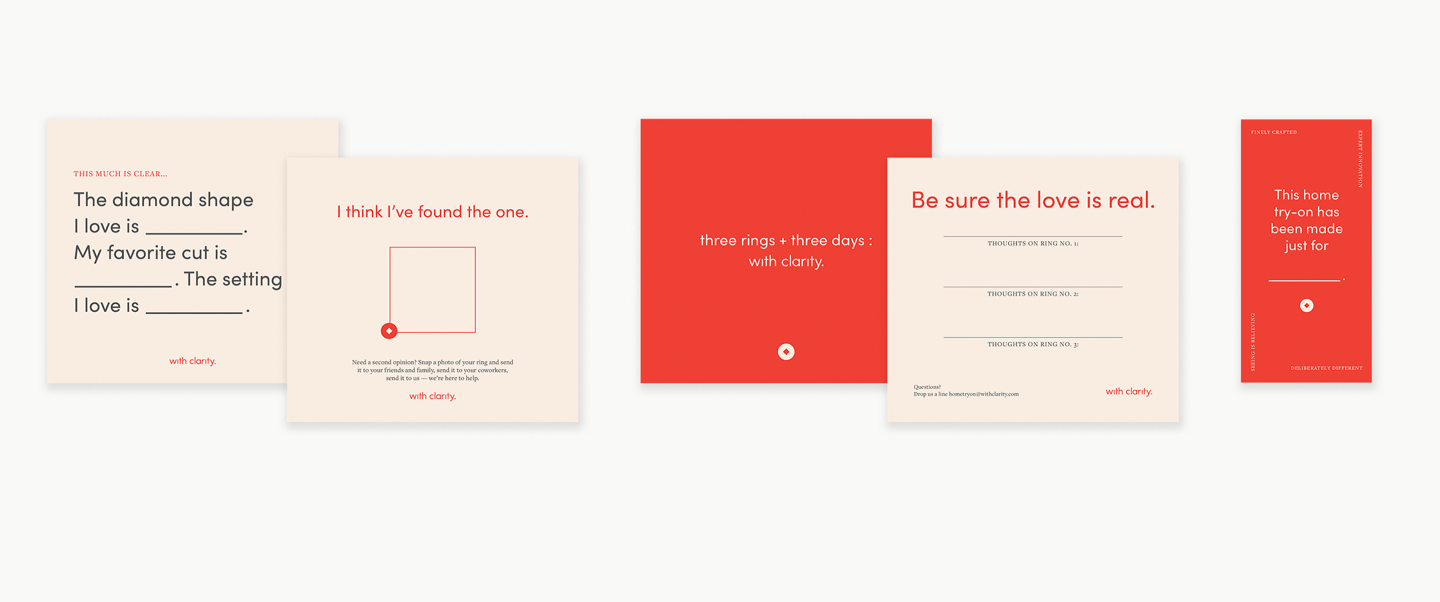 THIS MUCH IS CLEAR...
The diamond shape
I love is __________.
My favorite cut is
__________. The setting
I love is __________.
with clarity.
I think I've found the one.
Need a second opinion? Snap a photo of your ring and send
it to your friends and family, send it to your coworkers,
send it to us — we're here to help.
with clarity.
three rings + three days :
with clarity.
Be sure the love is real.
THOUGHTS ON RING NO. 1:
THOUGHTS ON RING NO. 2:
THOUGHTS ON RING NO. 3:
Questions?
Drop us a line hometryon@withclarity.com
with clarity.
FINELY CRAFTED
EXPERT INNOVATION
This home
try-on has
been made
just for
__________.
SEEING IS BELIEVING
DELIBERATELY DIFFERENT